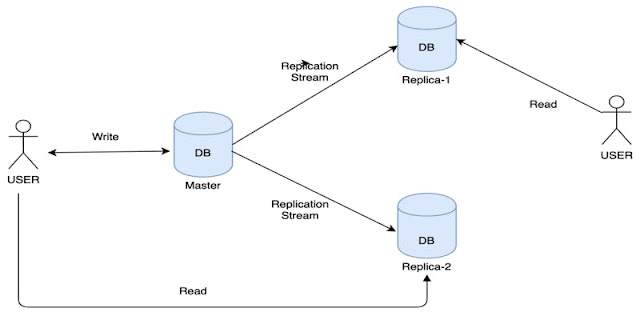 DB
Replica-1
Replication
Stream
Read
USER
Write
DB
Master
USER
Replication
Stream
DB
Replica-2
Read